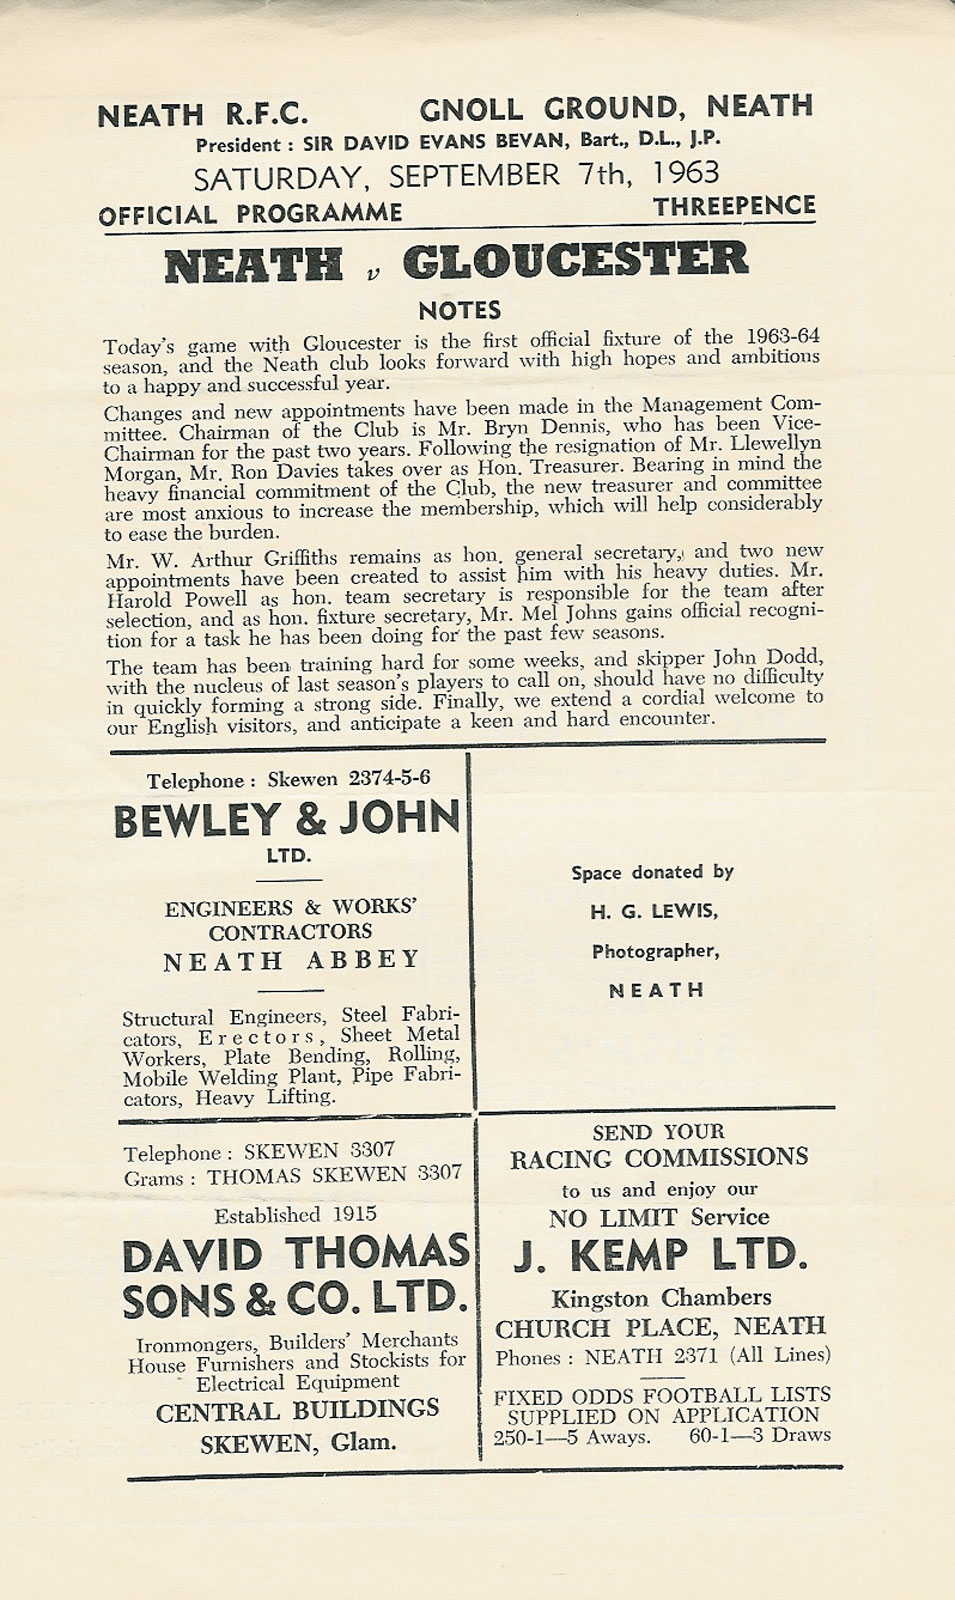 NEATH R.F.C. GNOLL GROUND, NEATH
President : SIR DAVID EVANS BEVAN, Bart., D.L., J.P.
SATURDAY, SEPTEMBER 7th, 1963
OFFICIAL PROGRAMME THREEPENCE
NEATH v GLOUCESTER
NOTES
Today's game with Gloucester is the first official fixture of the 1963-64
season, and the Neath club looks forward with high hopes and ambitions
to a happy and successful year.
Changes and new appointments have been made in the Management Com-
mittee. Chairman of the Club is Mr. Bryn Dennis, who has been Vice-
Chairman for the past two years. Following the resignation of Mr. Llewellyn
Morgan, Mr. Ron Davies takes over as Hon. Treasurer. Bearing in mind the
heavy financial commitment of the Club, the new treasurer and committee
are most anxious to increase the membership, which will help considerably
to ease the burden.
Mr. W. Arthur Griffiths remains as hon. general secretary, and two new
appointments have been created to assist him with his heavy duties. Mr.
Harold Powell as hon. team secretary is responsible for the team after
selection, and as hon. fixture secretary, Mr. Mel Johns gains official recogni-
tion for a task he has been doing for the past few seasons.
The team has been training hard for some weeks, and skipper John Dodd,
with the nucleus of last season's players to call on, should have no difficulty
in quickly forming a strong side. Finally, we extend a cordial welcome to
our English visitors, and anticipate a keen and hard encounter.
Telephone : Skewen 2374-5-6
BEWLEY & JOHN
LTD.
ENGINEERS & WORKS'
CONTRACTORS
NEATH ABBEY
Structural Engineers, Steel Fabri-
cators, Erectors, Sheet Metal
Workers, Plate Bending, Rolling,
Mobile Welding Plant, Pipe Fabri-
cators, Heavy Lifting.
Space donated by
H. G. LEWIS,
Photographer,
NEATH
Telephone : SKEWEN 3307
Grams : THOMAS SKEWEN 3307
Established 1915
DAVID THOMAS
SONS & CO. LTD.
Ironmongers, Builders' Merchants
House Furnishers and Stockists for
Electrical Equipment
CENTRAL BUILDINGS
SKEWEN, Glam.
SEND YOUR
RACING COMMISSIONS
to us and enjoy our
NO LIMIT Service
J. KEMP LTD.
Kingston Chambers
CHURCH PLACE, NEATH
Phones : NEATH 2371 (All Lines)
FIXED ODDS FOOTBALL LISTS
SUPPLIED ON APPLICATION
250-1—5 Aways. 60-1—3 Draws